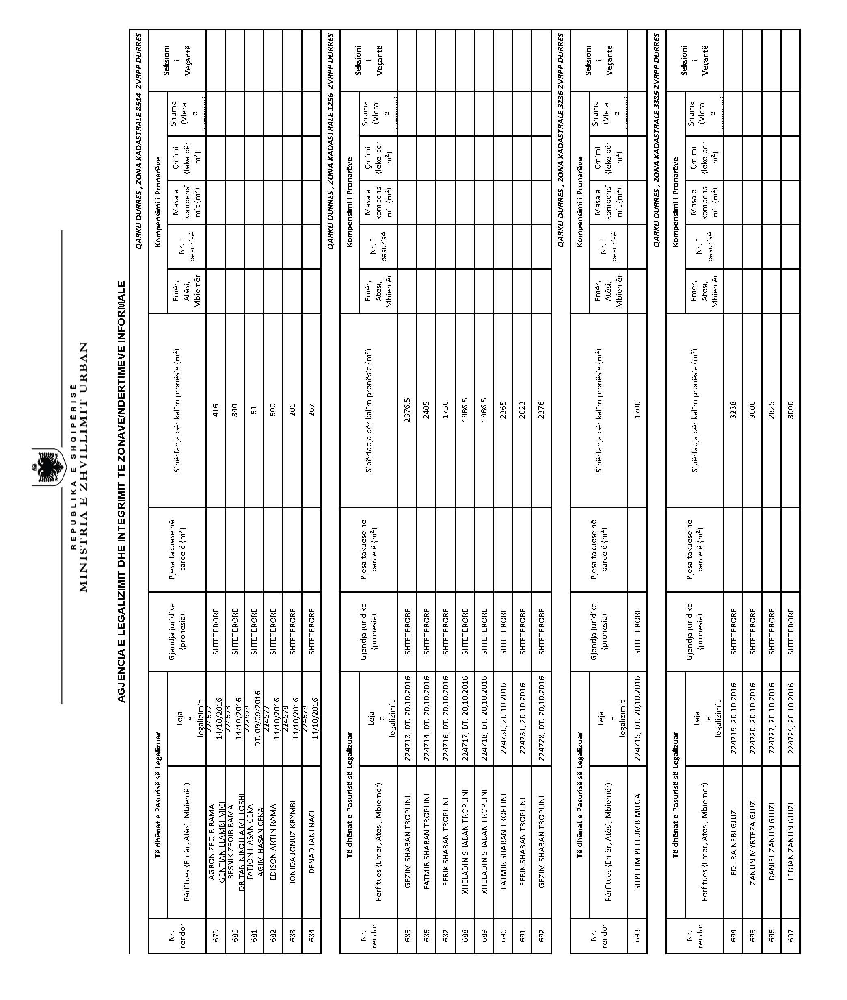 REPUBLIKA E SHQIPËRISË
MINISTRIA E ZHVILLIMIT URBAN
AGJENCIA E LEGALIZIMIT DHE INTEGRIMIT TE ZONAVE/NDERTIMEVE INFORMALE
QARKU DURRES , ZONA KADASTRALE 8514 ZVRPP DURRES
Nr. rendor Të dhënat e Pasurisë së Legalizuar Gjendja juridike (pronesia) Pjesa takuese në parcelë (m²) Sipërfaqja për kalim pronësie (m²) Kompensimi i Pronarëve Seksioni i Veçantë
Përfitues (Emër, Atësi, Mbiemër) Leja e legalizimit Emër, Atësi, Mbiemër Nr. i pasurisë Masa e kompensimit (m²) Çmimi (leke për m²) Shuma (Vlera e kompensi
679 AGRON ZEQIR RAMA GENTIAN LLAMBI MICI 224572 14/10/2016 SHTETERORE 416
680 BESNIK ZEQIR RAMA DRITAN NIKOLLA MILLOSHI 224573 14/10/2016 SHTETERORE 340
681 FATJON HASAN CEKA AGIM HASAN CEKA 222979 DT. 09/09/2016 SHTETERORE 51
682 EDISON ARTIN RAMA 224577 14/10/2016 SHTETERORE 500
683 JONIDA JONUZ KRYMBI 224578 14/10/2016 SHTETERORE 200
684 DENAD JANI NACI 224579 14/10/2016 SHTETERORE 267
QARKU DURRES , ZONA KADASTRALE 1256 ZVRPP DURRES
Nr. rendor Të dhënat e Pasurisë së Legalizuar Gjendja juridike (pronesia) Pjesa takuese në parcelë (m²) Sipërfaqja për kalim pronësie (m²) Kompensimi i Pronarëve Seksioni i Veçantë
Përfitues (Emër, Atësi, Mbiemër) Leja e legalizimit Emër, Atësi, Mbiemër Nr. i pasurisë Masa e kompensimit (m²) Çmimi (leke për m²) Shuma (Vlera e kompensi
685 GEZIM SHABAN TROPLINI 224713, DT. 20,10.2016 SHTETERORE 2376.5
686 FATMIR SHABAN TROPLINI 224714, DT. 20,10.2016 SHTETERORE 2405
687 FERIK SHABAN TROPLINI 224716, DT. 20,10.2016 SHTETERORE 1750
688 XHELADIN SHABAN TROPLINI 224717, DT. 20,10.2016 SHTETERORE 1886.5
689 XHELADIN SHABAN TROPLINI 224718, DT. 20,10.2016 SHTETERORE 1886.5
690 FATMIR SHABAN TROPLINI 224730, 20.10.2016 SHTETERORE 2365
691 FERIK SHABAN TROPLINI 224731, 20.10.2016 SHTETERORE 2023
692 GEZIM SHABAN TROPLINI 224728, DT. 20,10.2016 SHTETERORE 2376
QARKU DURRES , ZONA KADASTRALE 3236 ZVRPP DURRES
Nr. rendor Të dhënat e Pasurisë së Legalizuar Gjendja juridike (pronesia) Pjesa takuese në parcelë (m²) Sipërfaqja për kalim pronësie (m²) Kompensimi i Pronarëve Seksioni i Veçantë
Përfitues (Emër, Atësi, Mbiemër) Leja e legalizimit Emër, Atësi, Mbiemër Nr. i pasurisë Masa e kompensimit (m²) Çmimi (leke për m²) Shuma (Vlera e kompensi
693 SHPETIM PELLUMB MUGA 224715, DT. 20,10.2016 SHTETERORE 1700
QARKU DURRES , ZONA KADASTRALE 3385 ZVRPP DURRES
Nr. rendor Të dhënat e Pasurisë së Legalizuar Gjendja juridike (pronesia) Pjesa takuese në parcelë (m²) Sipërfaqja për kalim pronësie (m²) Kompensimi i Pronarëve Seksioni i Veçantë
Përfitues (Emër, Atësi, Mbiemër) Leja e legalizimit Emër, Atësi, Mbiemër Nr. i pasurisë Masa e kompensimit (m²) Çmimi (leke për m²) Shuma (Vlera e kompensi
694 EDLIRA NEBI GJUZI 224719, 20.10.2016 SHTETERORE 3238
695 ZANUN MYRTEZA GJUZI 224720, 20.10.2016 SHTETERORE 3000
696 DANIEL ZANUN GJUZI 224727, 20.10.2016 SHTETERORE 2825
697 LEDIAN ZANUN GJUZI 224729, 20.10.2016 SHTETERORE 3000